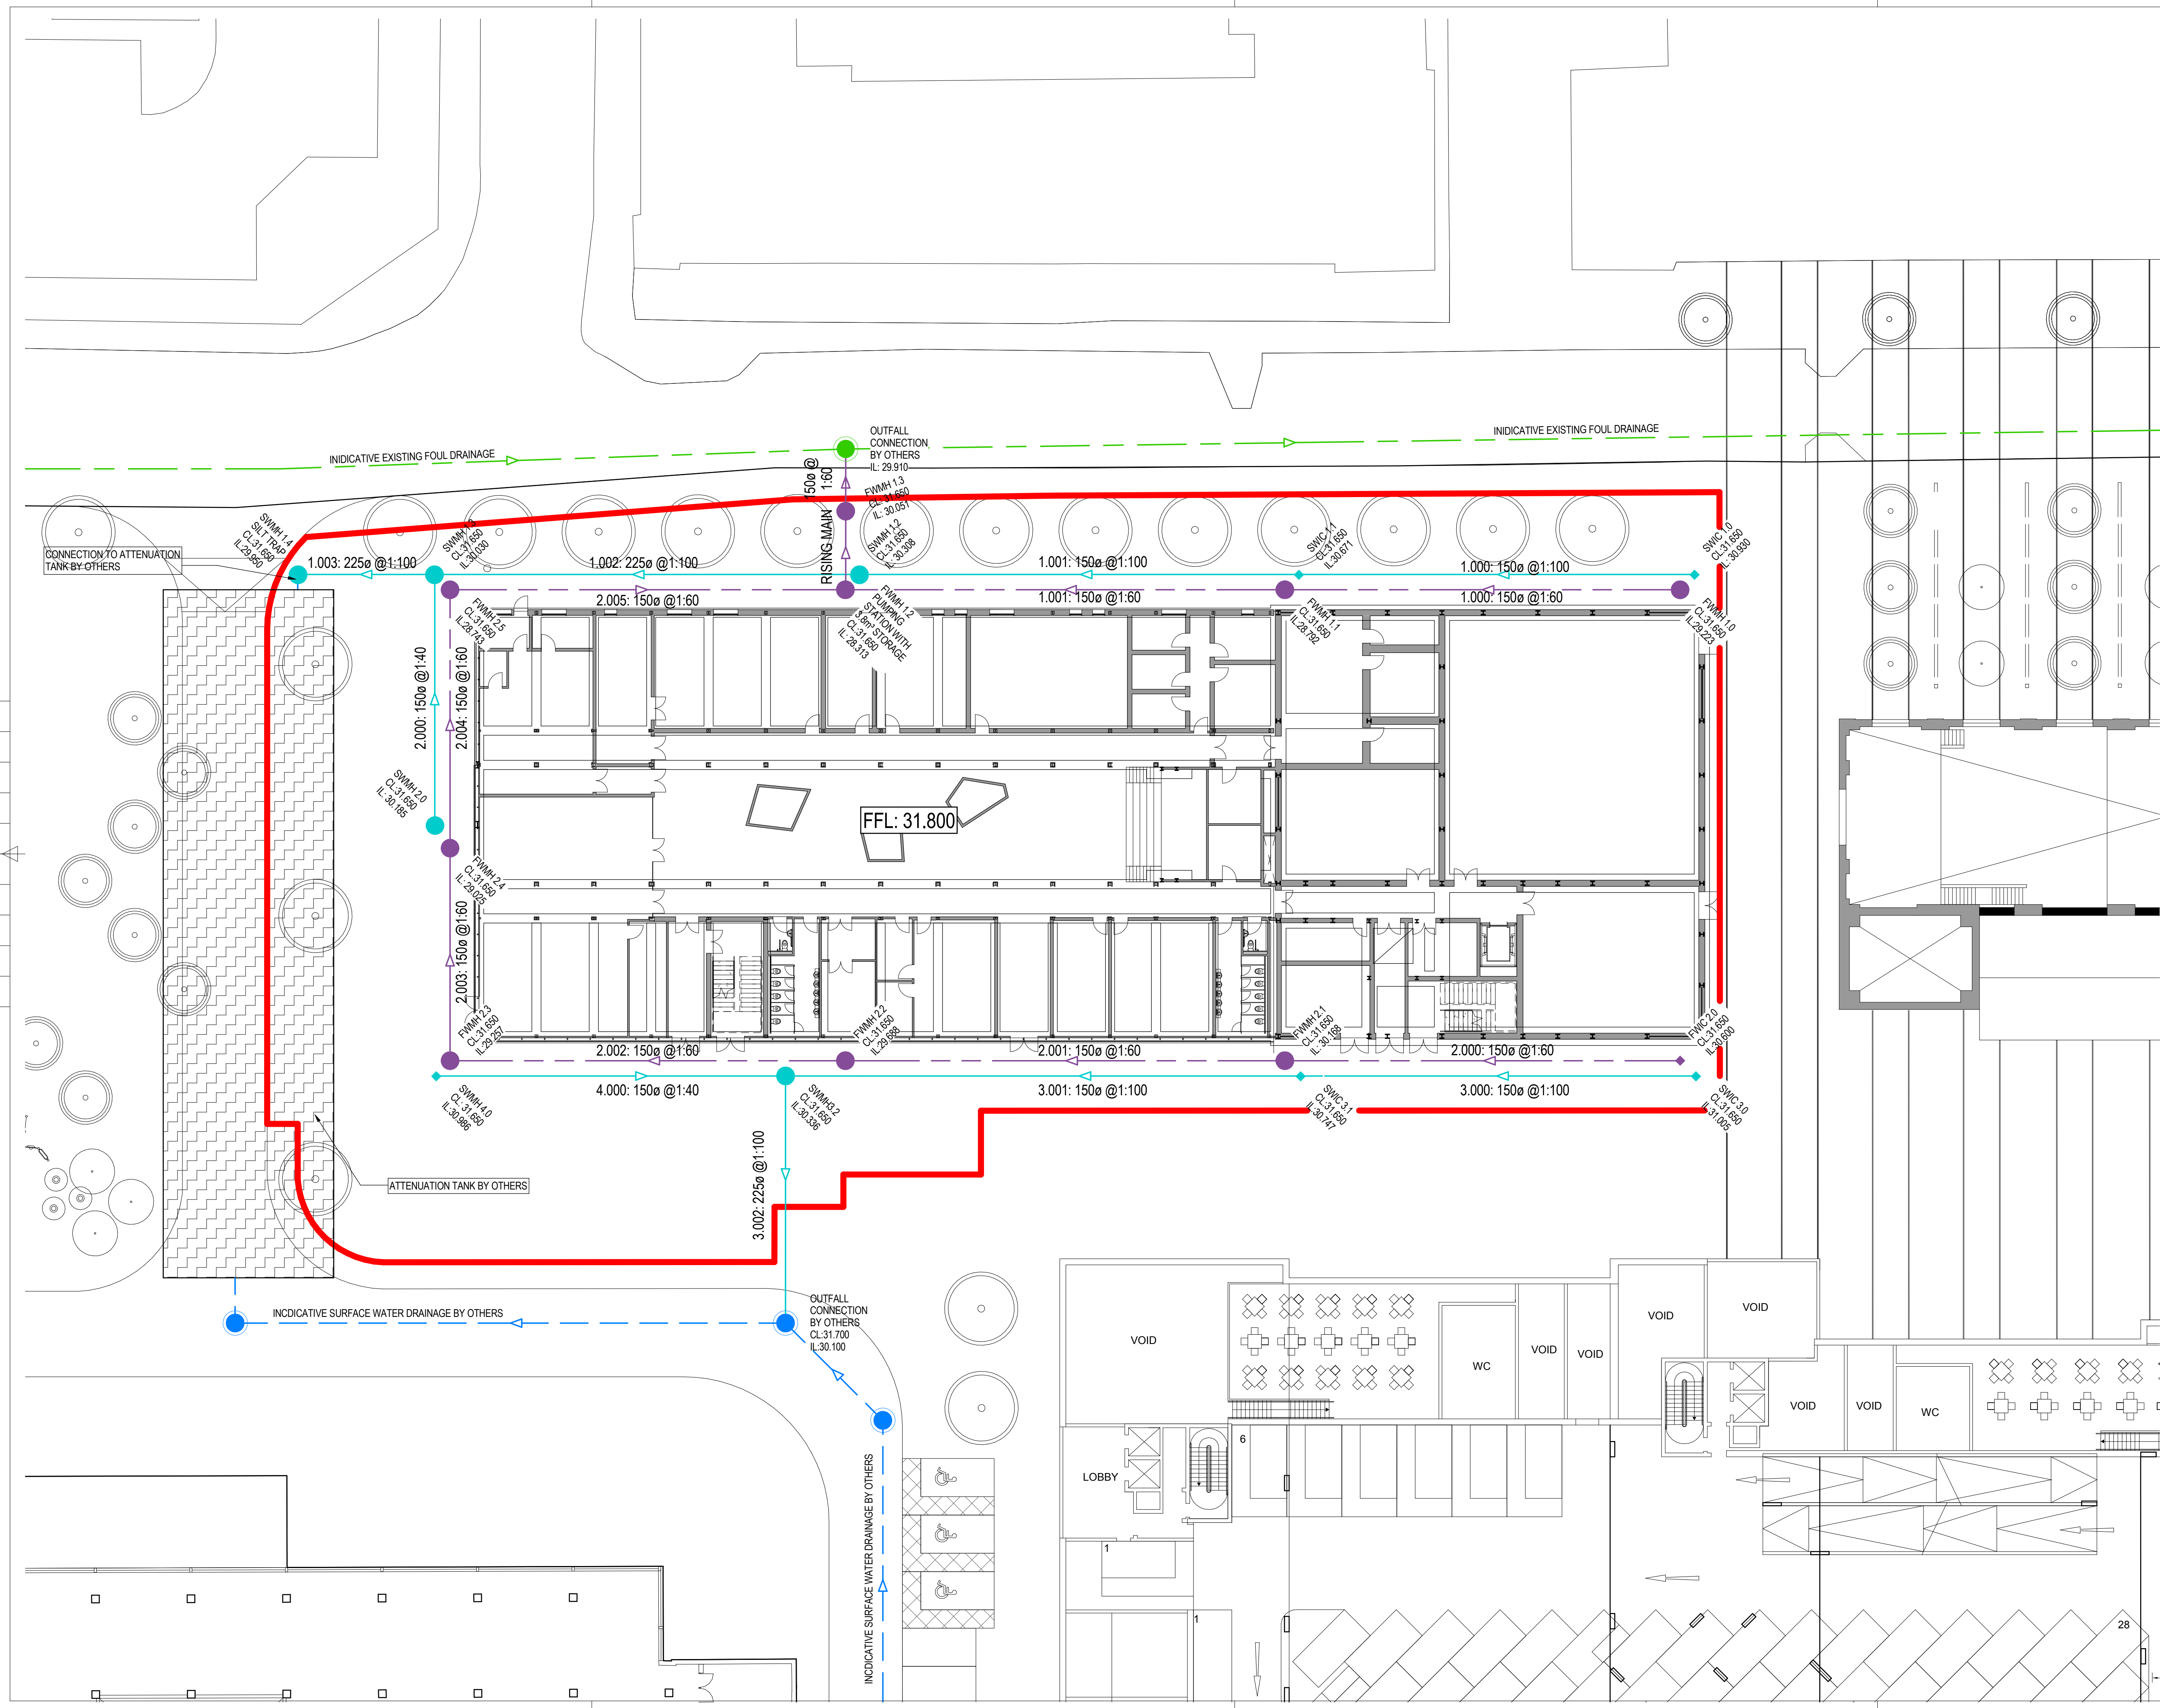 INIDICATIVE EXISTING FOUL DRAINAGE
INIDICATIVE EXISTING FOUL DRAINAGE
OUTFALL
CONNECTION
BY OTHERS
IL: 29.910
RISING MAIN 150ø @
1:60
FWMH 1.3
CL: 31.650
IL: 30.051
SWMH 1.4
SILT TRAP
CL:31.650
IL:29.950
CONNECTION TO ATTENUATION
TANK BY OTHERS
1.003: 225ø @1:100
SWMH 1.3
CL:31.650
IL:30.030
1.002: 225ø @1:100
SWMH 1.2
CL:31.650
IL:30.308
1.001: 150ø @1:100
SWIC 1.1
CL:31.650
IL:30.671
1.000: 150ø @1:100
SWIC 1.0
CL:31.650
IL:30.930
2.005: 150ø @1:60
1.001: 150ø @1:60
1.000: 150ø @1:60
FWMH 2.5
CL:31.650
IL:28.743
FWMH 1.2
PUMPING
STATION WITH
3.8m³ STORAGE
CL:31.650
IL:28.313
FWMH 1.1
CL:31.650
IL:28.792
FWMH 1.0
CL:31.650
IL:29.223
2.000: 150ø @1:40
2.004: 150ø @1:60
SWMH 2.0
CL:31.650
IL: 30.185
FFL: 31.800
FWMH 2.4
CL:31.650
IL: 29.025
2.003: 150ø @1:60
FWMH 2.3
CL:31.650
IL:29.257
FWMH 2.2
CL:31.650
IL:29.688
FWMH 2.1
CL:31.650
IL: 30.168
FWIC 2.0
CL:31.650
IL:30.600
2.002: 150ø @1:60
2.001: 150ø @1:60
2.000: 150ø @1:60
SWMH 4.0
CL: 31.650
IL:30.986
4.000: 150ø @1:40
SWMH3.2
CL:31.650
IL:30.336
3.001: 150ø @1:100
SWIC 3.1
CL:31.650
IL:30.747
3.000: 150ø @1:100
SWIC 3.0
CL:31.650
IL:31.005
3.002: 225ø @1:100
ATTENUATION TANK BY OTHERS
INCDICATIVE SURFACE WATER DRAINAGE BY OTHERS
OUTFALL
CONNECTION
BY OTHERS
CL:31.700
IL:30.100
INCDICATIVE SURFACE WATER DRAINAGE BY OTHERS
VOID
WC
VOID
VOID
VOID
VOID
VOID
VOID
WC
LOBBY
6
1
1
28